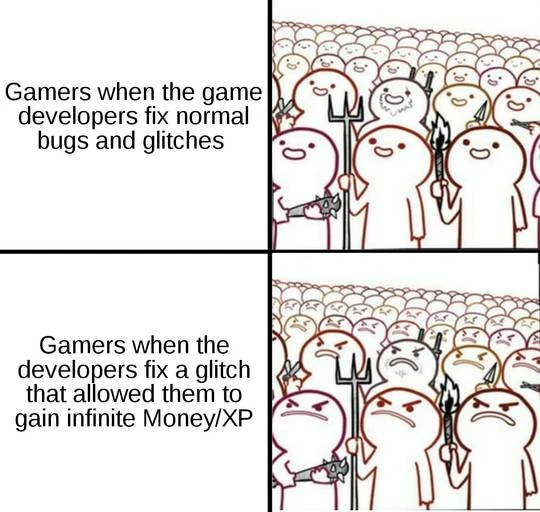 Gamers when the game
developers fix normal
bugs and glitches
Gamers when the
developers fix a glitch
that allowed them to
gain infinite Money/XP